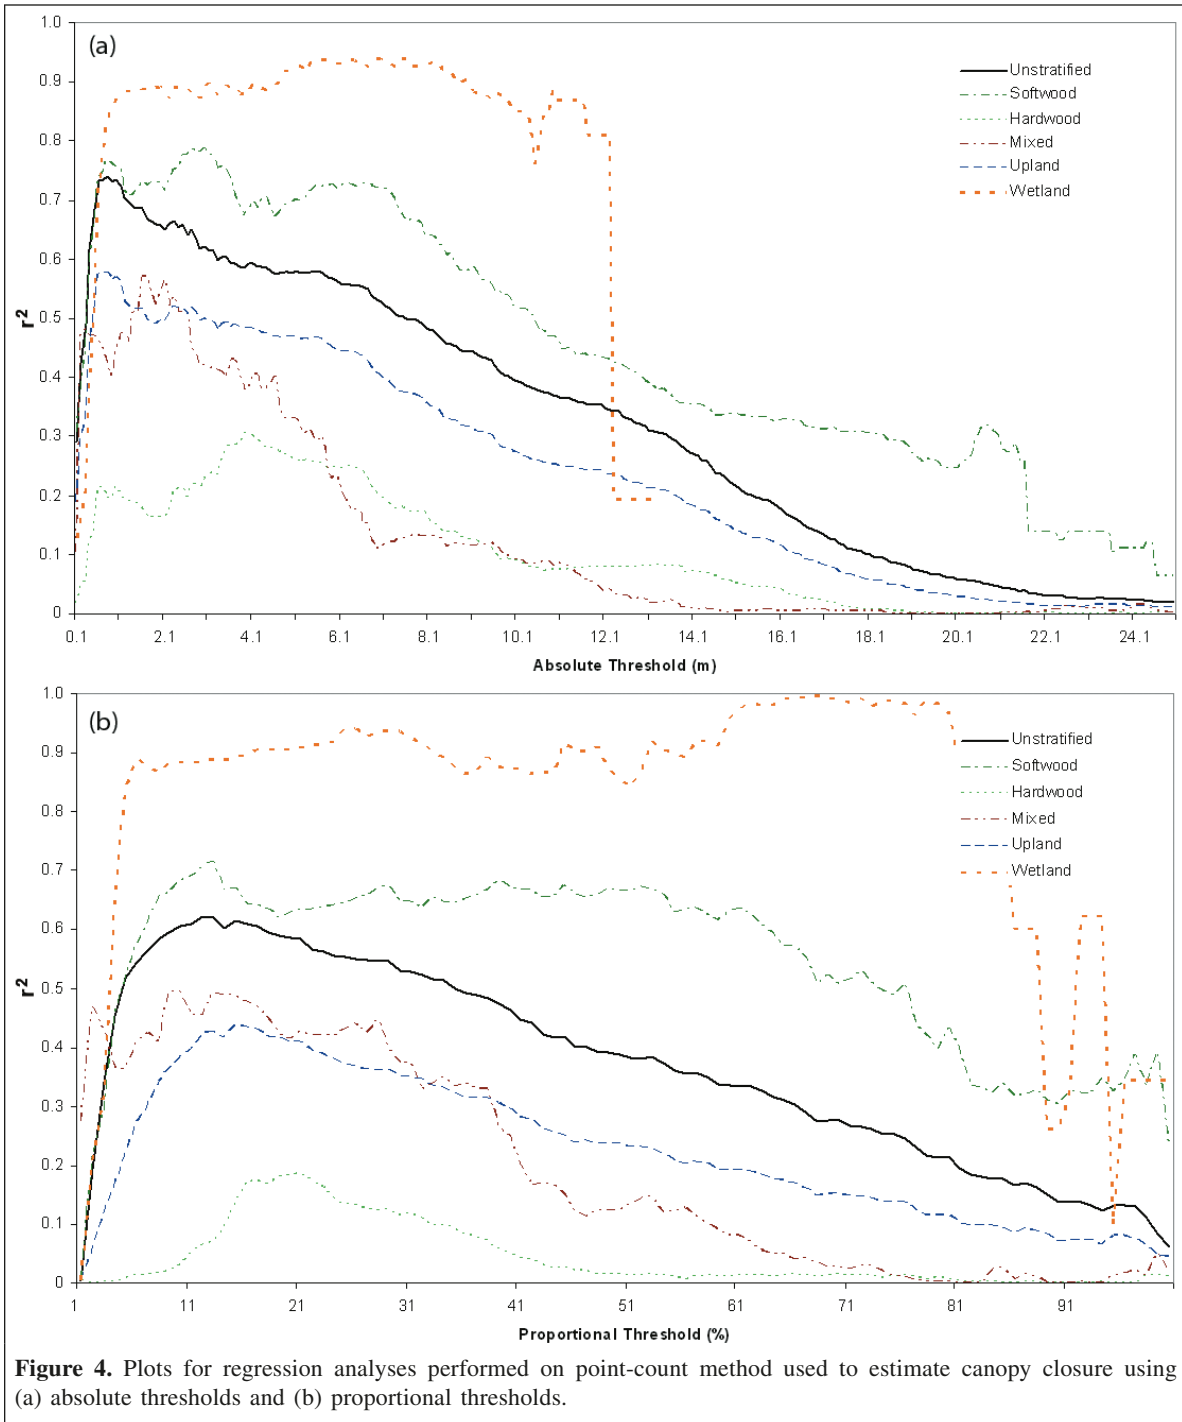 1.0
0.9
0.8
0.7
0.6
0.5
0.4
0.3
0.2
0.1
0
r2
(a)
Unstratified
Softwood
Hardwood
Mixed
Upland
Wetland
0.1 2.1 4.1 6.1 8.1 10.1 12.1 14.1 16.1 18.1 20.1 22.1 24.1
Absolute Threshold (m)
1.0
0.9
0.8
0.7
0.6
0.5
0.4
0.3
0.2
0.1
0
r2
(b)
Unstratified
Softwood
Hardwood
Mixed
Upland
Wetland
1 11 21 31 41 51 61 71 81 91
Proportional Threshold (%)
Figure 4. Plots for regression analyses performed on point-count method used to estimate canopy closure using
(a) absolute thresholds and (b) proportional thresholds.